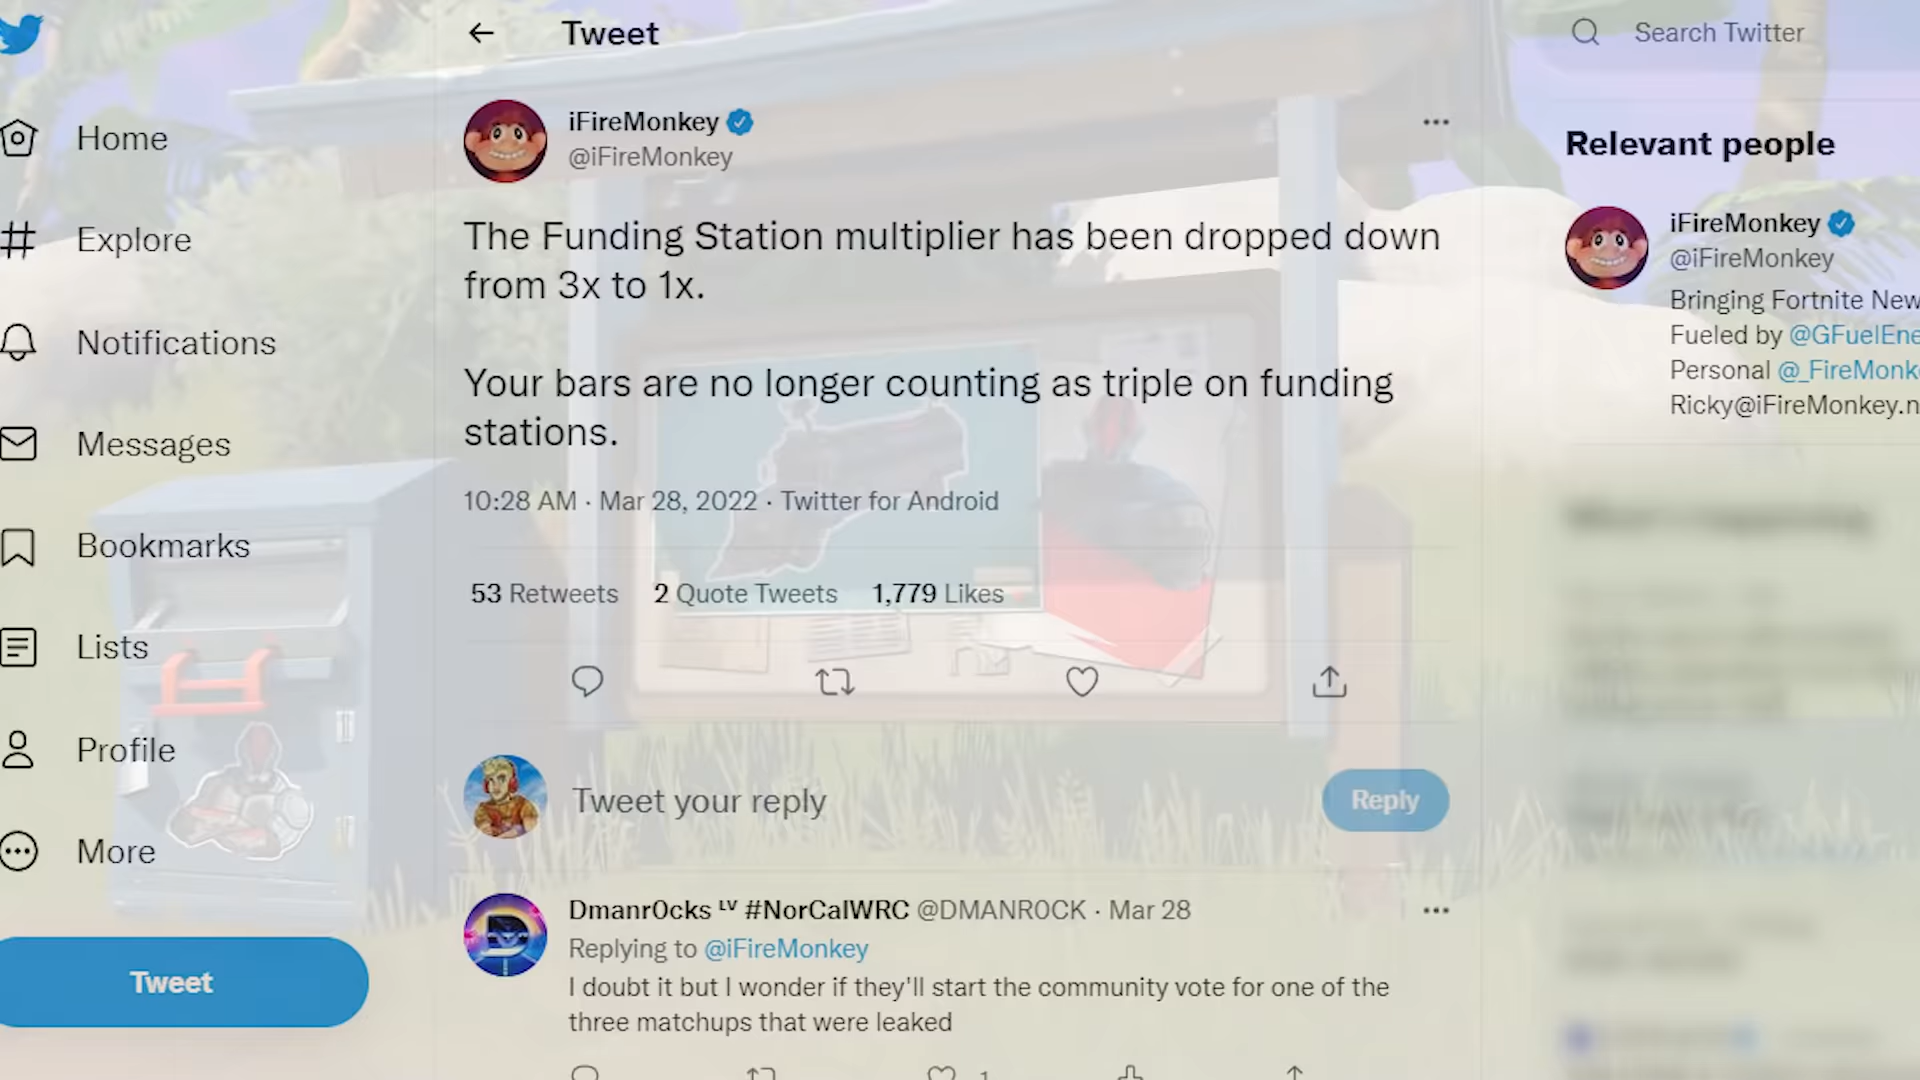 Tweet
Search Twitter
iFireMonkey
@iFireMonkey
Home
Explore
Notifications
Messages
Bookmarks
Lists
Profile
More
Tweet
The Funding Station multiplier has been dropped down
from 3x to 1x.
Your bars are no longer counting as triple on funding
stations.
10:28 AM · Mar 28, 2022 · Twitter for Android
53 Retweets 2 Quote Tweets 1,779 Likes
Tweet your reply
Reply
Dmanr0cks ᴸⱽ #NorCalWRC @DMANR0CK · Mar 28
Replying to @iFireMonkey
I doubt it but I wonder if they'll start the community vote for one of the
three matchups that were leaked
1
Relevant people
iFireMonkey
@iFireMonkey
Bringing Fortnite New
Fueled by @GFuelEne
Personal @_FireMonk
Ricky@iFireMonkey.n